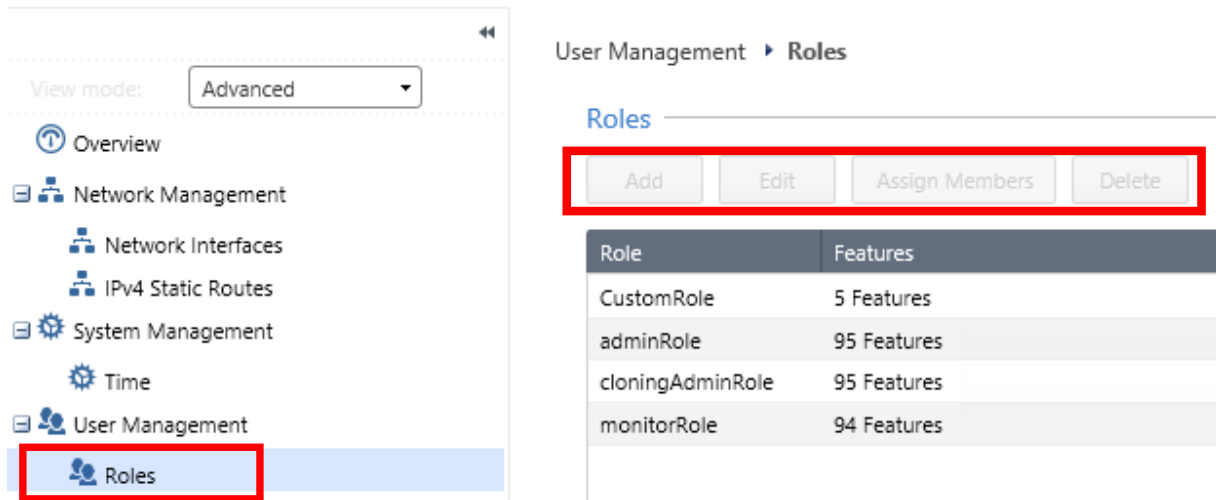 View mode: Advanced
Overview
Network Management
Network Interfaces
IPv4 Static Routes
System Management
Time
User Management
Roles
User Management Roles
Roles
Add Edit Assign Members Delete
Role Features
CustomRole 5 Features
adminRole 95 Features
cloningAdminRole 95 Features
monitorRole 94 Features